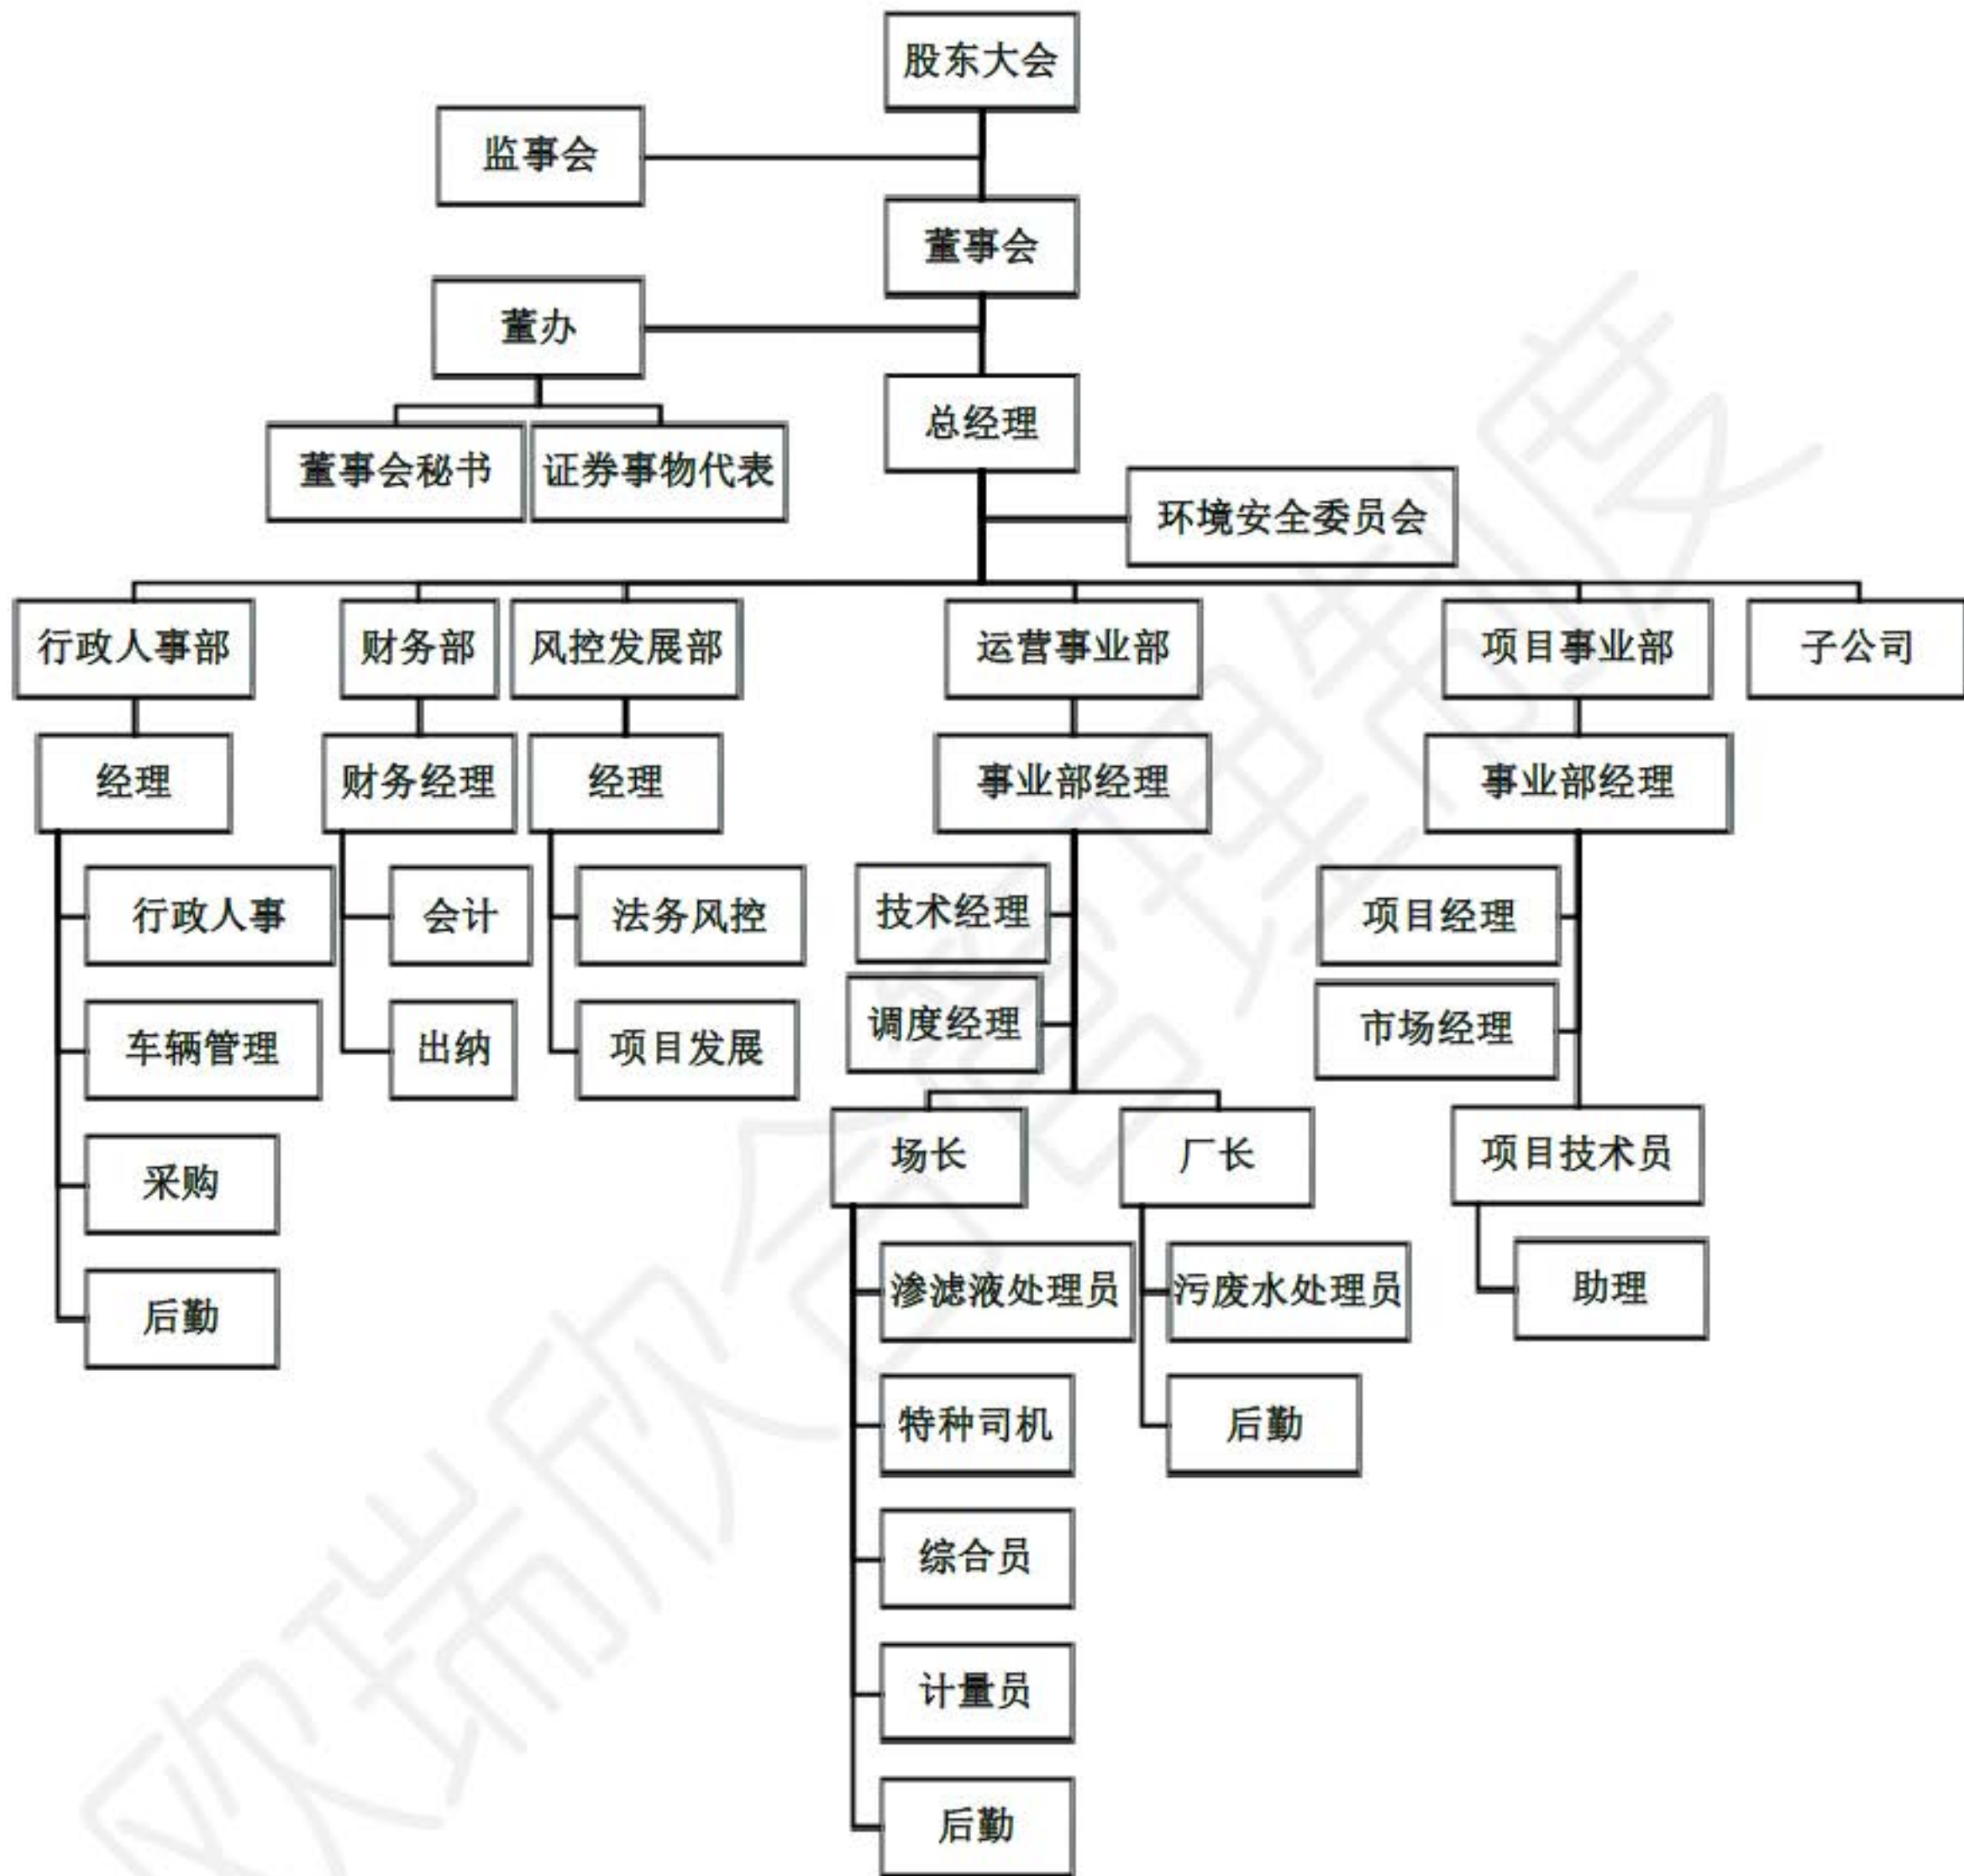 股东大会
监事会
董事会
董办
总经理
董事会秘书
证券事物代表
环境安全委员会
行政人事部
财务部
风控发展部
运营事业部
项目事业部
子公司
经理
财务经理
经理
事业部经理
事业部经理
行政人事
会计
法务风控
技术经理
项目经理
车辆管理
出纳
项目发展
调度经理
市场经理
采购
场长
厂长
项目技术员
后勤
渗滤液处理员
污废水处理员
助理
特种司机
后勤
综合员
计量员
后勤
欣瑞欣合管理制度